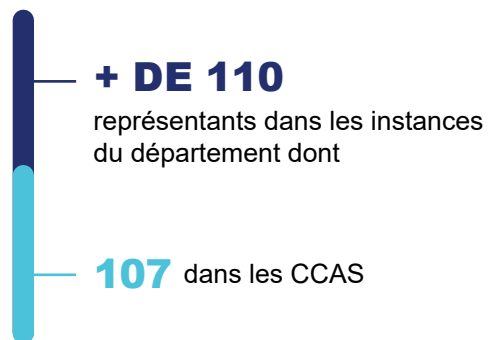 + DE 110
représentants dans les instances
du département dont
107 dans les CCAS